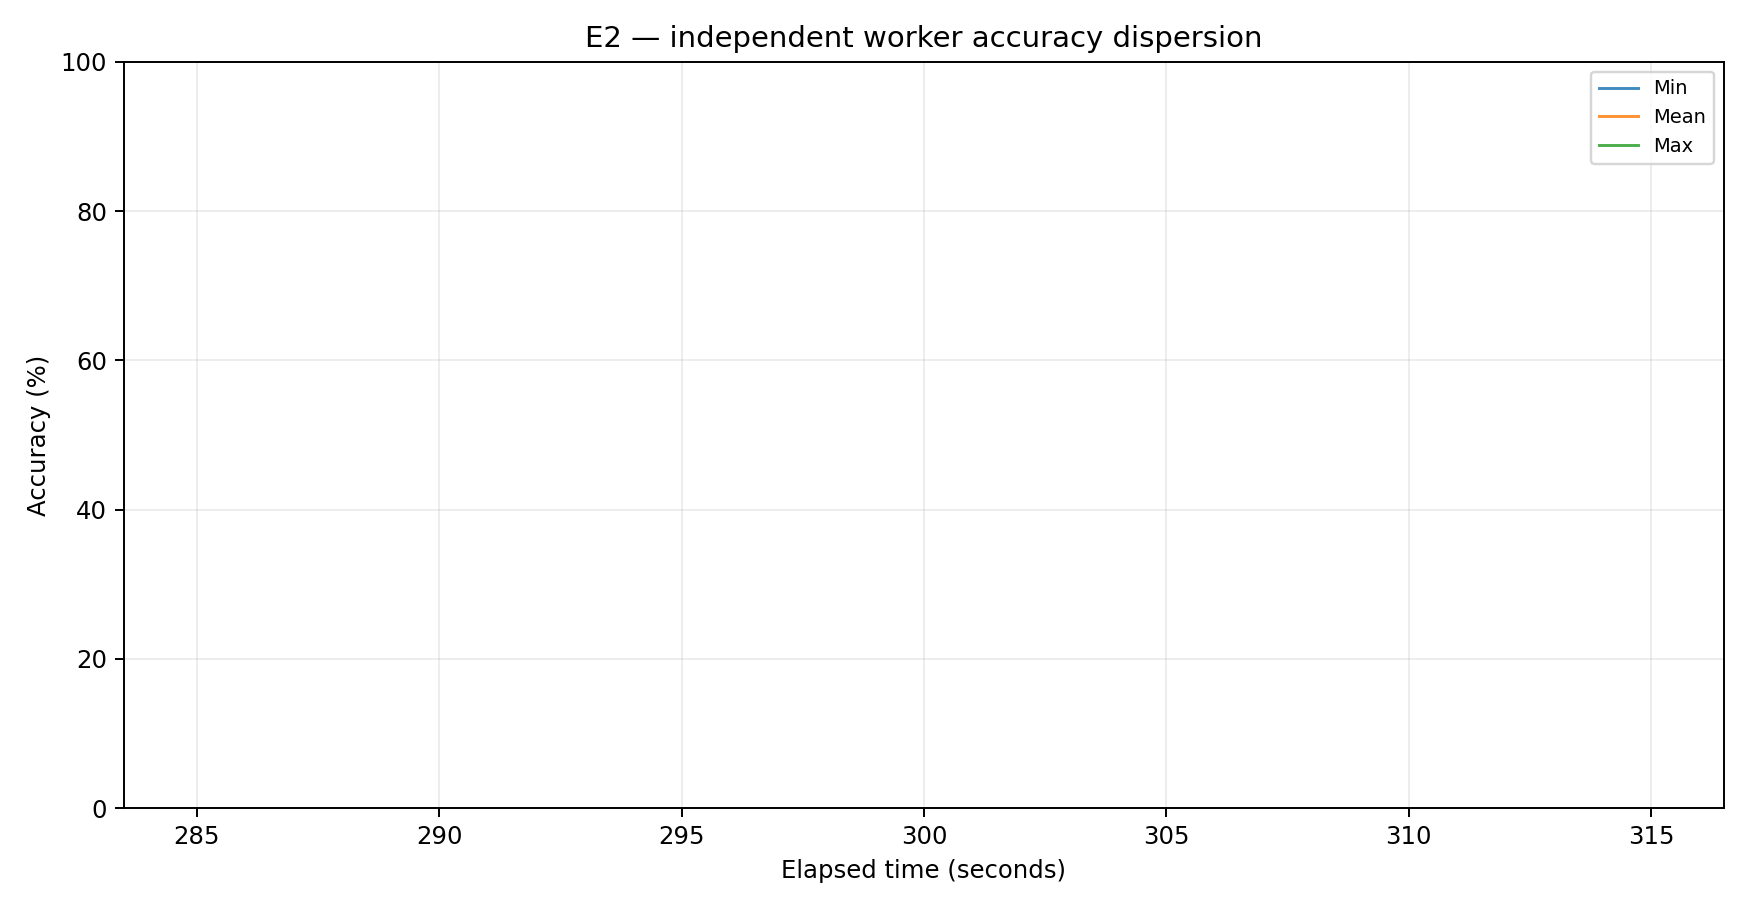 E2 — independent worker accuracy dispersion
100
80
60
40
20
0
Accuracy (%)
Min
Mean
Max
285 290 295 300 305 310 315
Elapsed time (seconds)